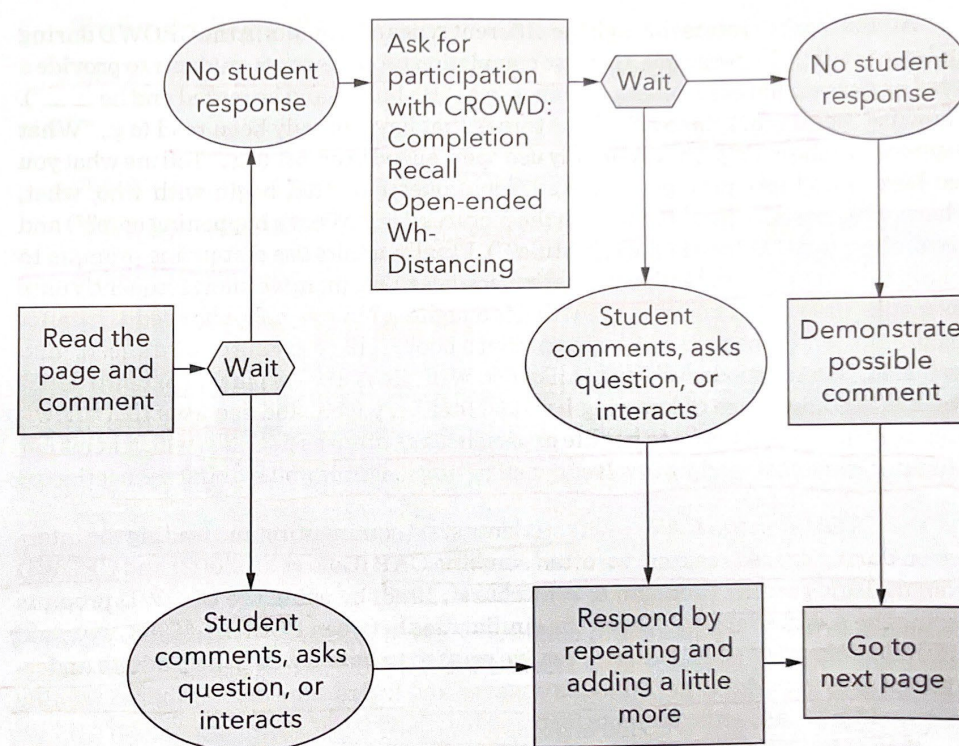 No student
response
Ask for
participation
with CROWD:
Completion
Recall
Open-ended
Wh-
Distancing
Wait
No student
response
Read the
page and
comment
Wait
Student
comments, asks
question, or
interacts
Demonstrate
possible
comment
Student
comments, asks
question, or
interacts
Respond by
repeating and
adding a little
more
Go to
next page